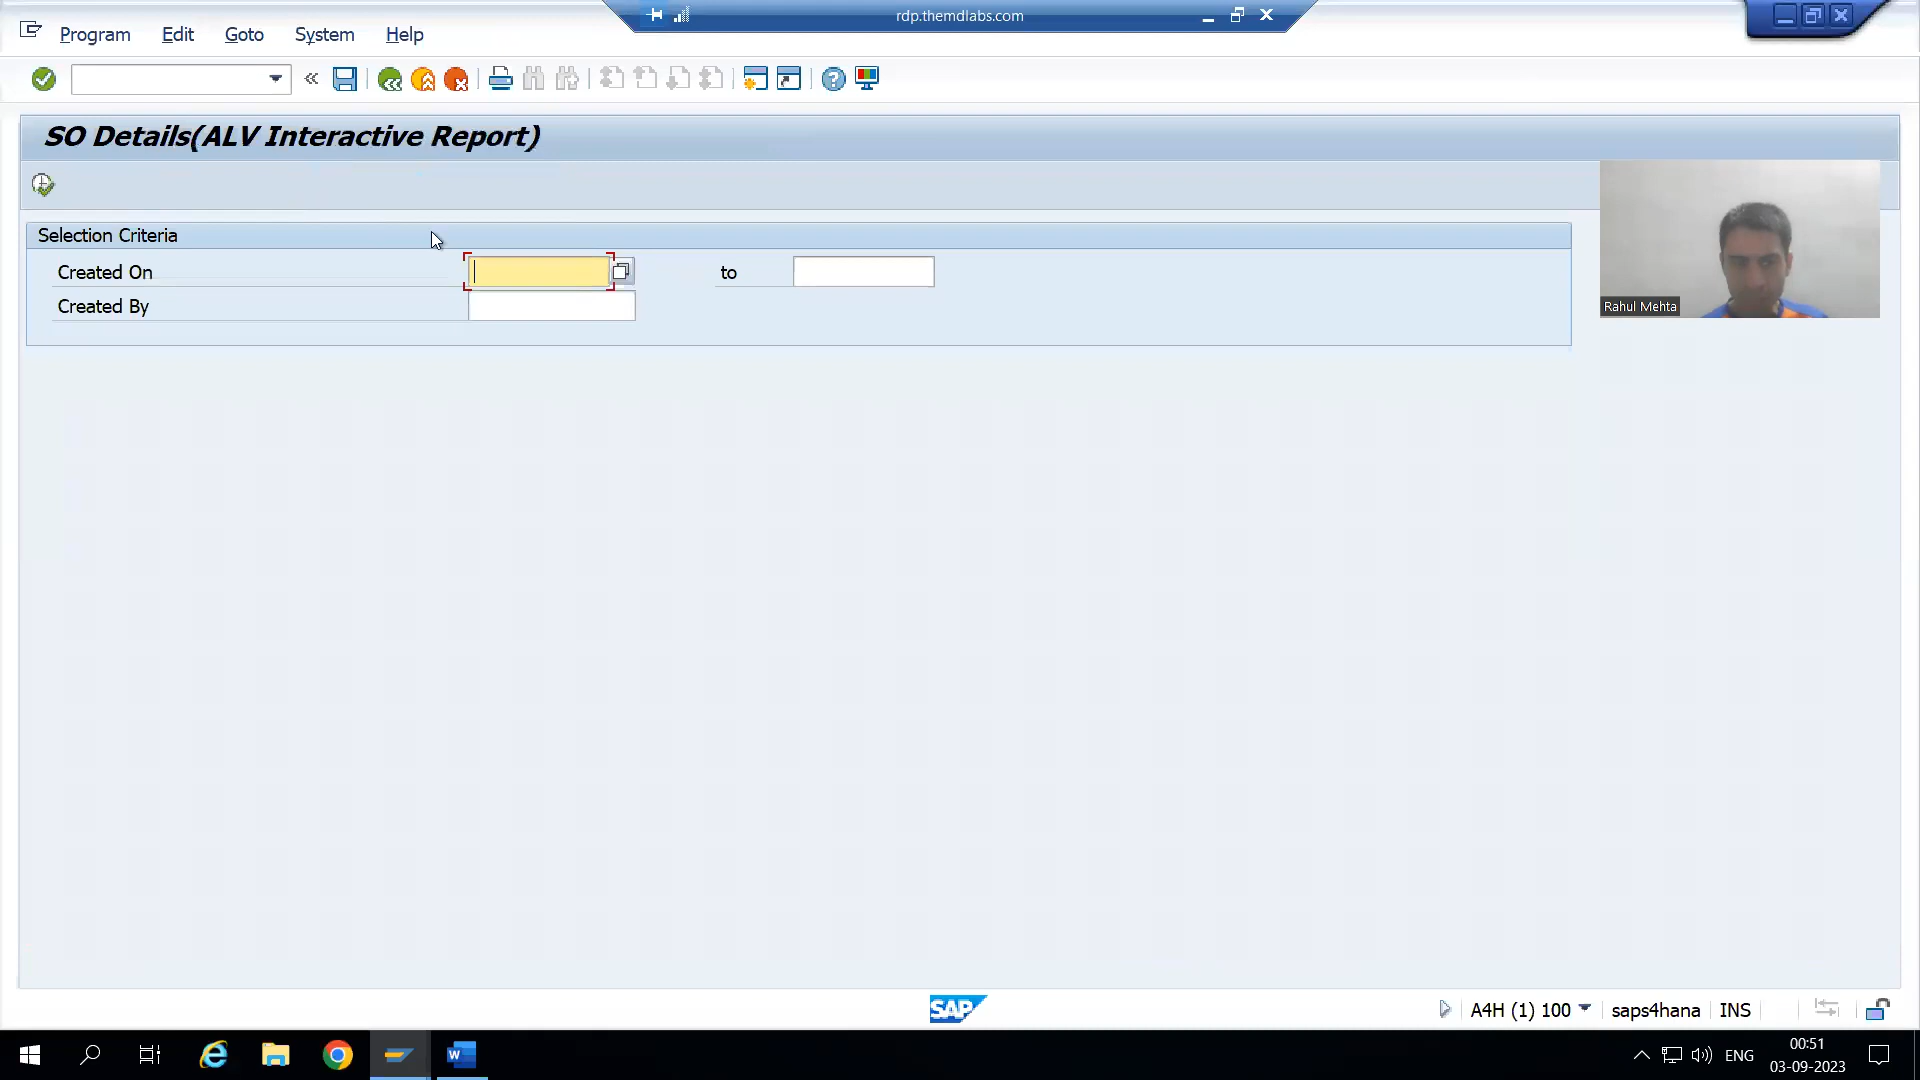 rdp.themdlabs.com
Program Edit Goto System Help
SO Details(ALV Interactive Report)
Selection Criteria
Created On to
Created By
Rahul Mehta
SAP A4H (1) 100 saps4hana INS
ENG 00:51
03-09-2023